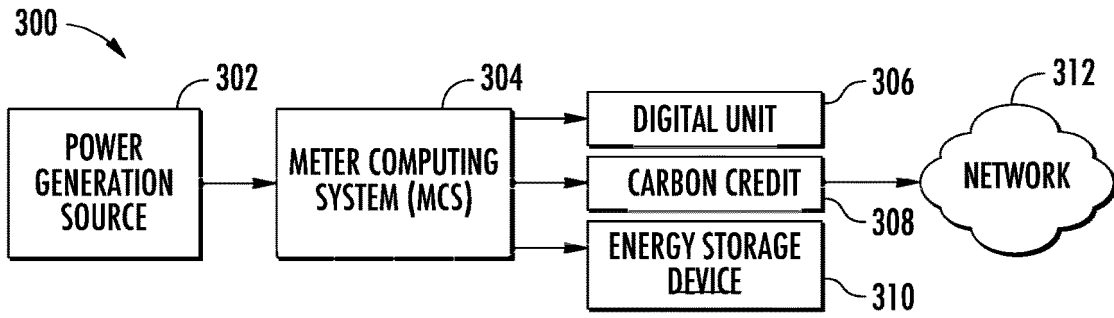 300
302
304
306
312
POWER
GENERATION
SOURCE
METER COMPUTING
SYSTEM (MCS)
DIGITAL UNIT
CARBON CREDIT
NETWORK
308
ENERGY STORAGE
DEVICE
310